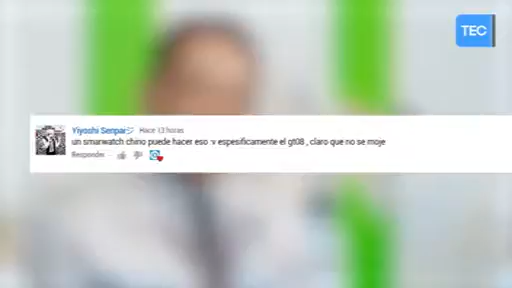 TEC
Yiyoshi Senpai Hace 13 horas
un smarwatch chino puede hacer eso :v espesificamente el gt08 , claro que no se moje
Responder